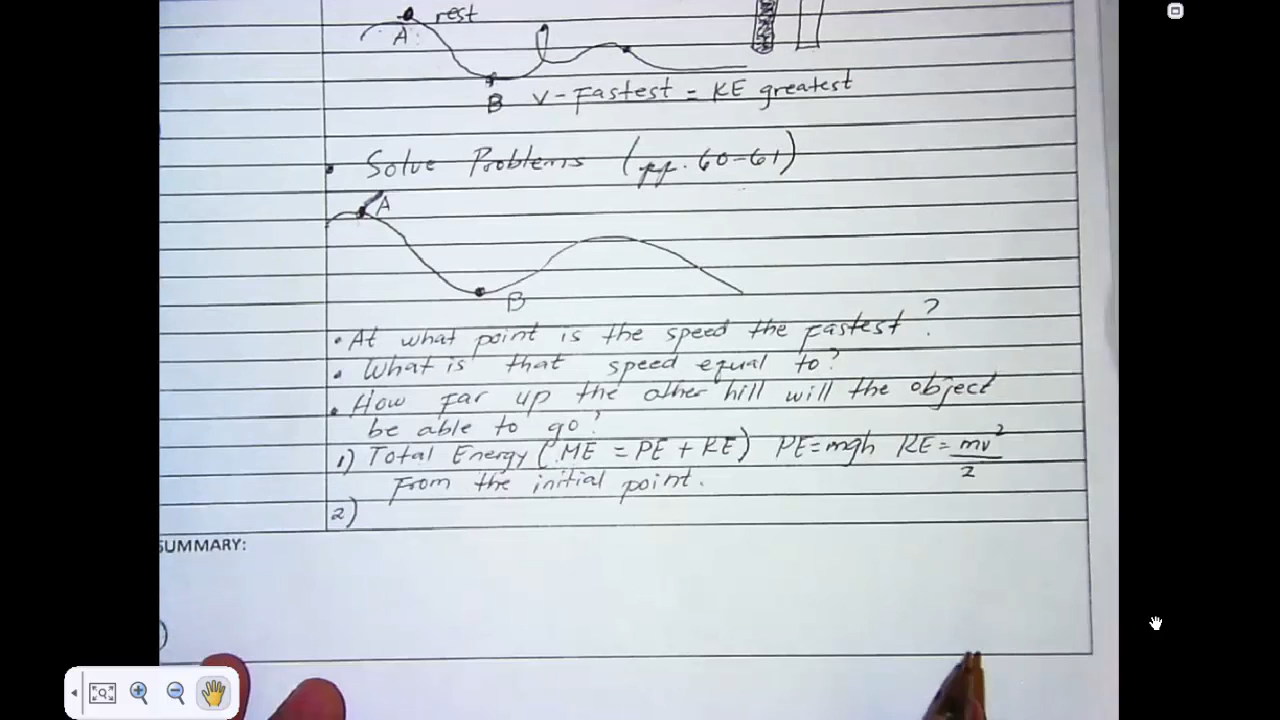 rest
A
B V-Fastest = KE greatest
• Solve Problems (pp. 60-61)
A
B
• At what point is the speed the fastest?
• What is that speed equal to?
• How far up the other hill will the object
be able to go?
1) Total Energy (ME = PE + KE) PE=mgh KE=mv²/2
From the initial point.
2)
SUMMARY: